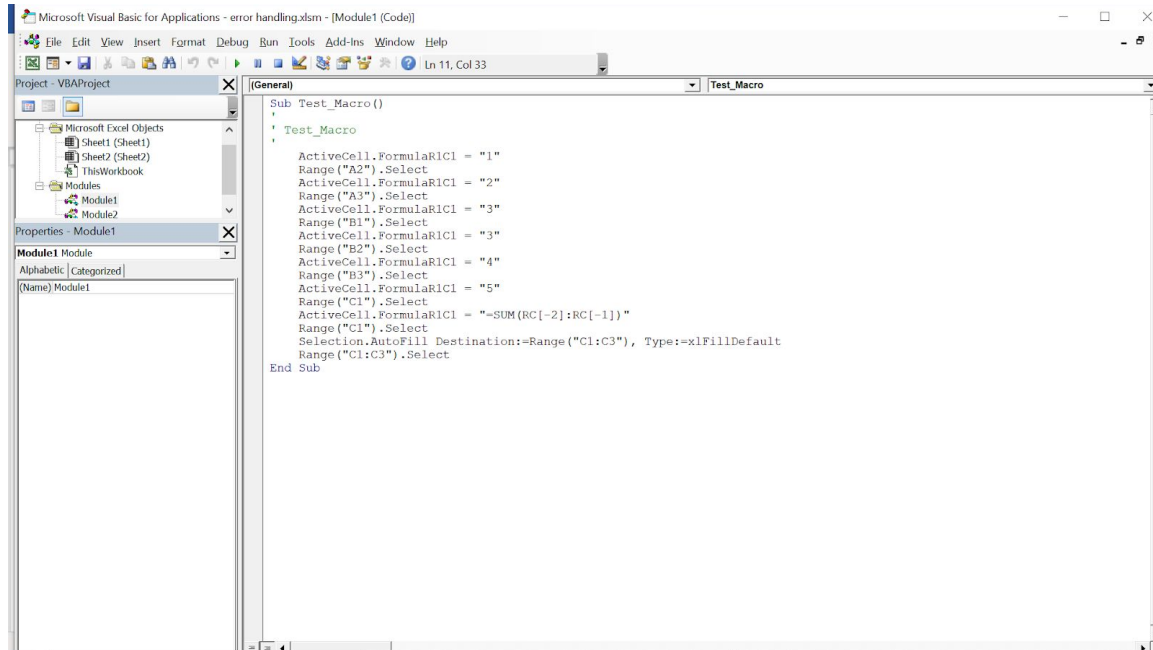 Microsoft Visual Basic for Applications - error handling.xlsm - [Module1 (Code)]
File Edit View Insert Format Debug Run Tools Add-Ins Window Help
Ln 11, Col 33
Project - VBAProject
(General)
Test_Macro
Microsoft Excel Objects
Sheet1 (Sheet1)
Sheet2 (Sheet2)
ThisWorkbook
Modules
Module1
Module2
Properties - Module1
Module1 Module
Alphabetic Categorized
(Name) Module1
Sub Test_Macro()
'
' Test_Macro
'
ActiveCell.FormulaR1C1 = "1"
Range("A2").Select
ActiveCell.FormulaR1C1 = "2"
Range("A3").Select
ActiveCell.FormulaR1C1 = "3"
Range("B1").Select
ActiveCell.FormulaR1C1 = "3"
Range("B2").Select
ActiveCell.FormulaR1C1 = "4"
Range("B3").Select
ActiveCell.FormulaR1C1 = "5"
Range("C1").Select
ActiveCell.FormulaR1C1 = "=SUM(RC[-2]:RC[-1])"
Range("C1").Select
Selection.AutoFill Destination:=Range("C1:C3"), Type:=xlFillDefault
Range("C1:C3").Select
End Sub